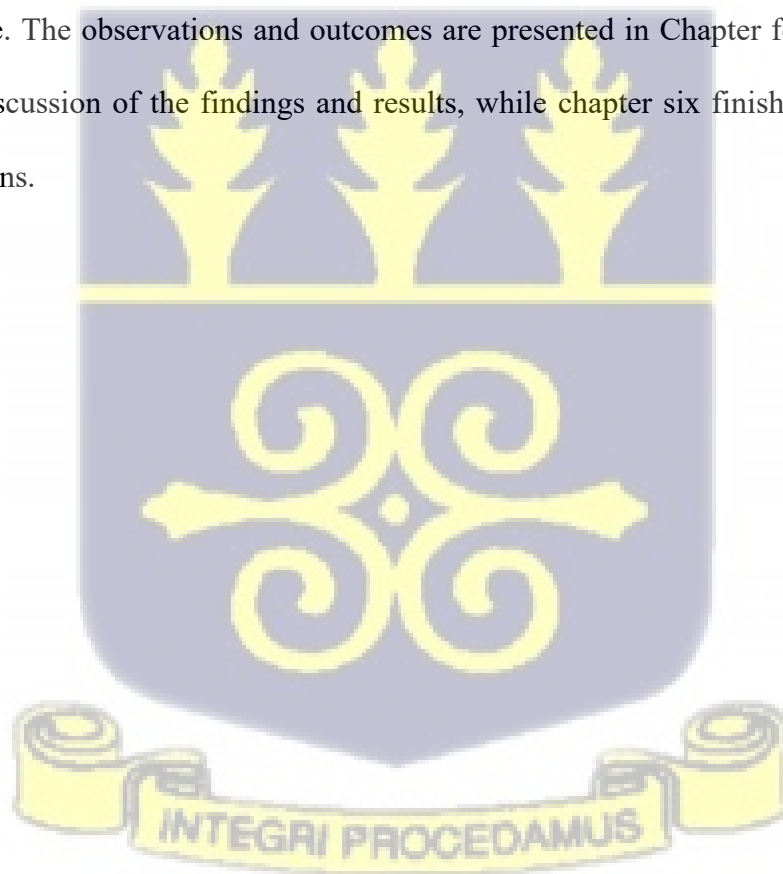 . The observations and outcomes are presented in Chapter
scussion of the findings and results, while chapter six finish
ns.
INTEGRI PROCEDAMUS